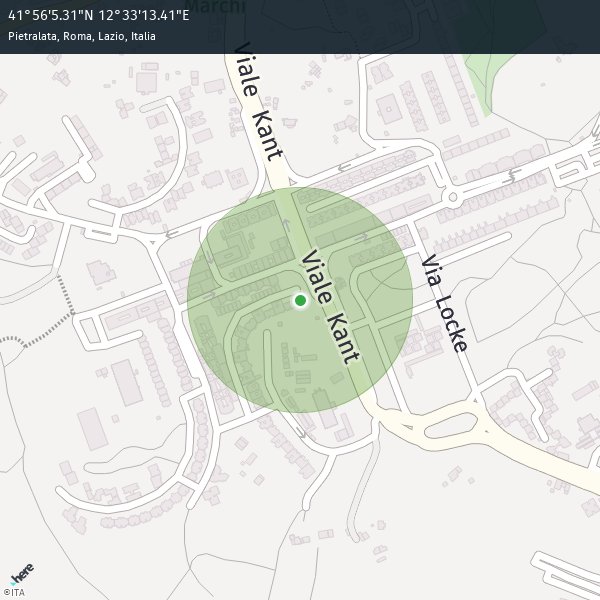 41°56'5.31"N 12°33'13.41"E
Pietralata, Roma, Lazio, Italia
Marchi
Viale Kant
Viale Kant
Via Locke
here
©ITA